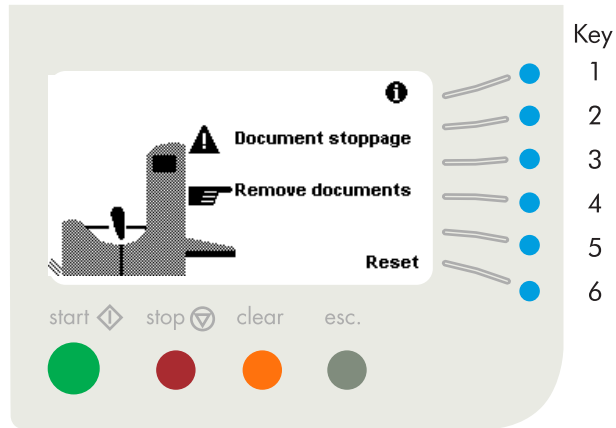 Key
1
i
Document stoppage
2
3
Remove documents
4
5
Reset
6
start stop clear esc.